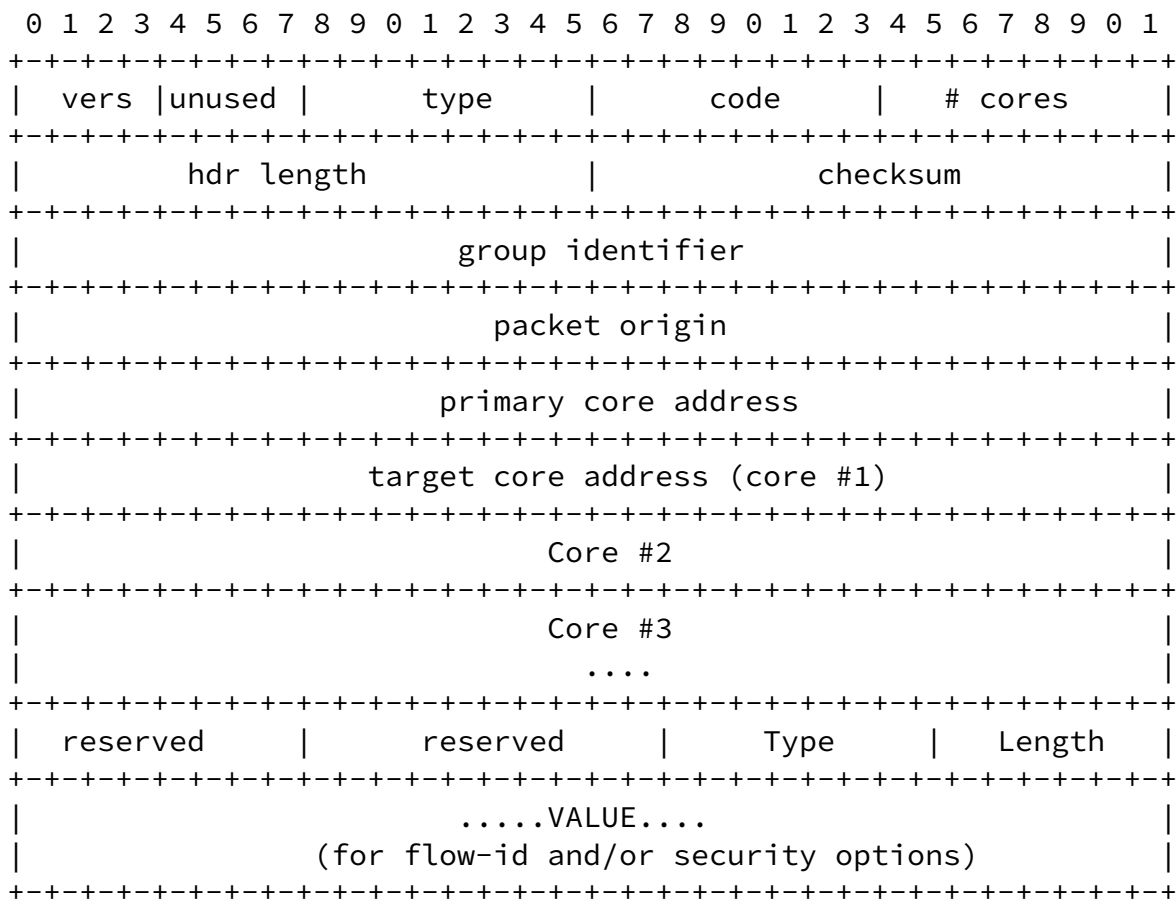 0 1 2 3 4 5 6 7 8 9 0 1 2 3 4 5 6 7 8 9 0 1 2 3 4 5 6 7 8 9 0 1
+-+-+-+-+-+-+-+-+-+-+-+-+-+-+-+-+-+-+-+-+-+-+-+-+-+-+-+-+-+-+-+-+
|  vers |unused |      type     |      code     |   # cores     |
+-+-+-+-+-+-+-+-+-+-+-+-+-+-+-+-+-+-+-+-+-+-+-+-+-+-+-+-+-+-+-+-+
|         hdr length            |            checksum           |
+-+-+-+-+-+-+-+-+-+-+-+-+-+-+-+-+-+-+-+-+-+-+-+-+-+-+-+-+-+-+-+-+
|                        group identifier                       |
+-+-+-+-+-+-+-+-+-+-+-+-+-+-+-+-+-+-+-+-+-+-+-+-+-+-+-+-+-+-+-+-+
|                          packet origin                        |
+-+-+-+-+-+-+-+-+-+-+-+-+-+-+-+-+-+-+-+-+-+-+-+-+-+-+-+-+-+-+-+-+
|                       primary core address                    |
+-+-+-+-+-+-+-+-+-+-+-+-+-+-+-+-+-+-+-+-+-+-+-+-+-+-+-+-+-+-+-+-+
|                   target core address (core #1)               |
+-+-+-+-+-+-+-+-+-+-+-+-+-+-+-+-+-+-+-+-+-+-+-+-+-+-+-+-+-+-+-+-+
|                             Core #2                           |
+-+-+-+-+-+-+-+-+-+-+-+-+-+-+-+-+-+-+-+-+-+-+-+-+-+-+-+-+-+-+-+-+
|                             Core #3                           |
|                               ....                            |
+-+-+-+-+-+-+-+-+-+-+-+-+-+-+-+-+-+-+-+-+-+-+-+-+-+-+-+-+-+-+-+-+
|  reserved     |      reserved     |     Type     |   Length   |
+-+-+-+-+-+-+-+-+-+-+-+-+-+-+-+-+-+-+-+-+-+-+-+-+-+-+-+-+-+-+-+-+
|                        .....VALUE....                         |
|                (for flow-id and/or security options)          |
+-+-+-+-+-+-+-+-+-+-+-+-+-+-+-+-+-+-+-+-+-+-+-+-+-+-+-+-+-+-+-+-+